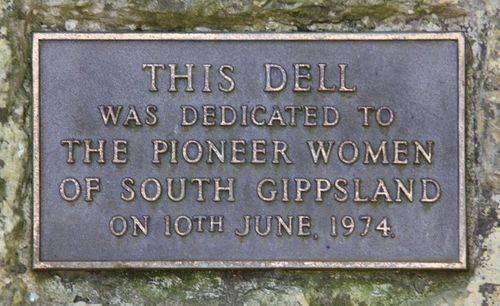 THIS DELL
WAS DEDICATED TO
THE PIONEER WOMEN
OF SOUTH GIPPSLAND
ON 10TH JUNE, 1974.